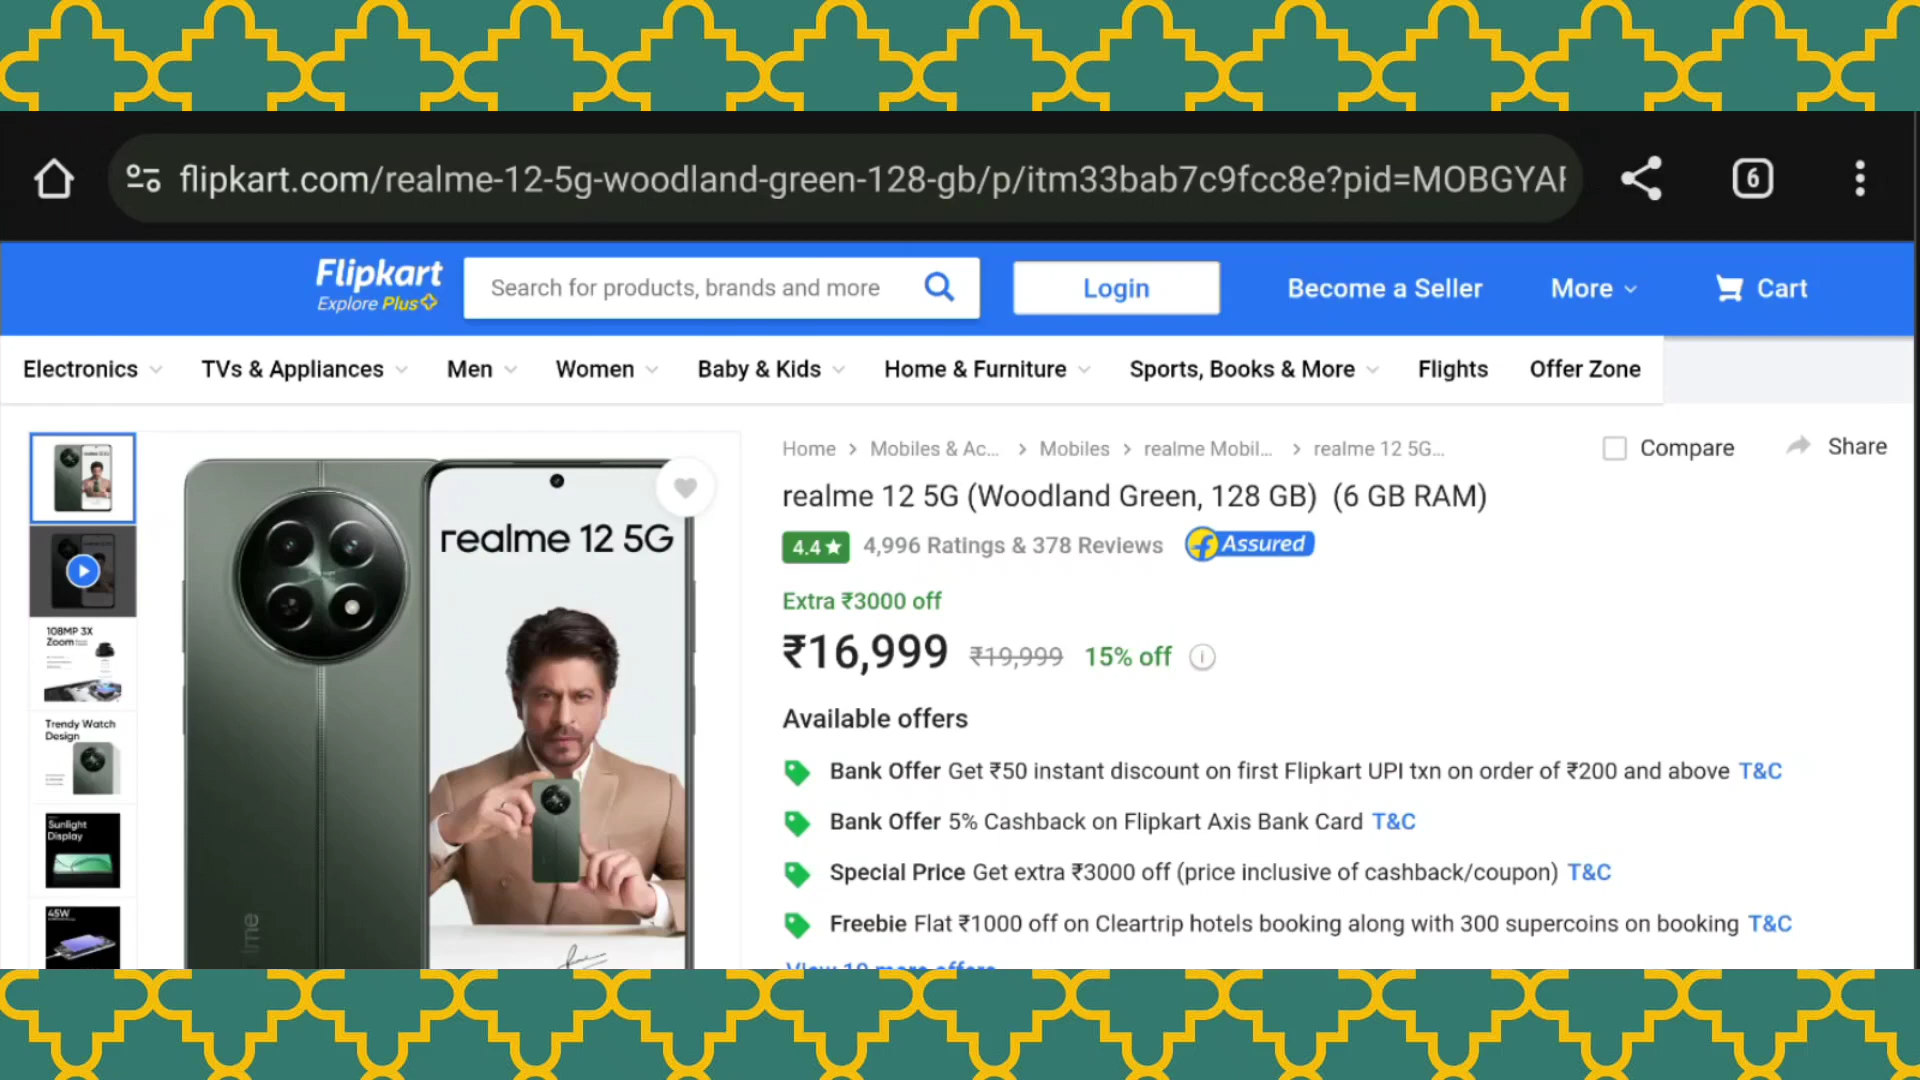 flipkart.com/realme-12-5g-woodland-green-128-gb/p/itm33bab7c9fcc8e?pid=MOBGYA
6
Flipkart
Explore Plus
Search for products, brands and more
Login
Become a Seller
More
Cart
Electronics
TVs & Appliances
Men
Women
Baby & Kids
Home & Furniture
Sports, Books & More
Flights
Offer Zone
Home > Mobiles & Ac... > Mobiles > realme Mobil... > realme 12 5G...
Compare
Share
realme 12 5G (Woodland Green, 128 GB) (6 GB RAM)
4.4★ 4,996 Ratings & 378 Reviews
Assured
Extra ₹3000 off
₹16,999 ₹19,999 15% off
Available offers
Bank Offer Get ₹50 instant discount on first Flipkart UPI txn on order of ₹200 and above T&C
Bank Offer 5% Cashback on Flipkart Axis Bank Card T&C
Special Price Get extra ₹3000 off (price inclusive of cashback/coupon) T&C
Freebie Flat ₹1000 off on Cleartrip hotels booking along with 300 supercoins on booking T&C
realme 12 5G
108MP 3X
Zoom
Trendy Watch
Design
Sunlight
Display
45W